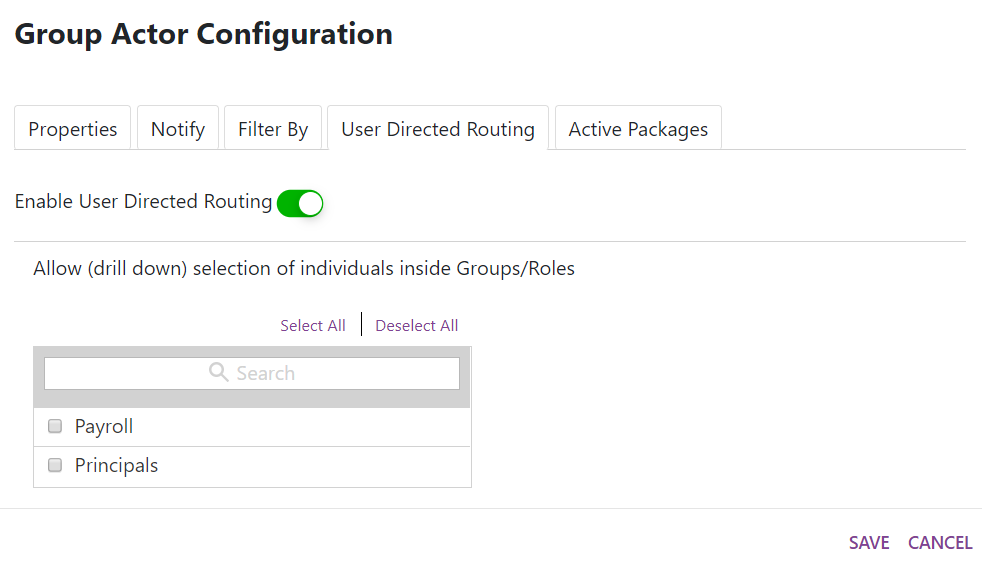 Group Actor Configuration
Properties Notify Filter By User Directed Routing Active Packages
Enable User Directed Routing
Allow (drill down) selection of individuals inside Groups/Roles
Select All Deselect All
Search
Payroll
Principals
SAVE CANCEL